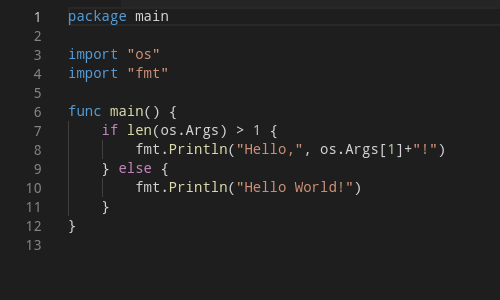 1 package main
2
3 import "os"
4 import "fmt"
5
6 func main() {
7     if len(os.Args) > 1 {
8         fmt.Println("Hello,", os.Args[1]+"!")
9     } else {
10         fmt.Println("Hello World!")
11     }
12 }
13